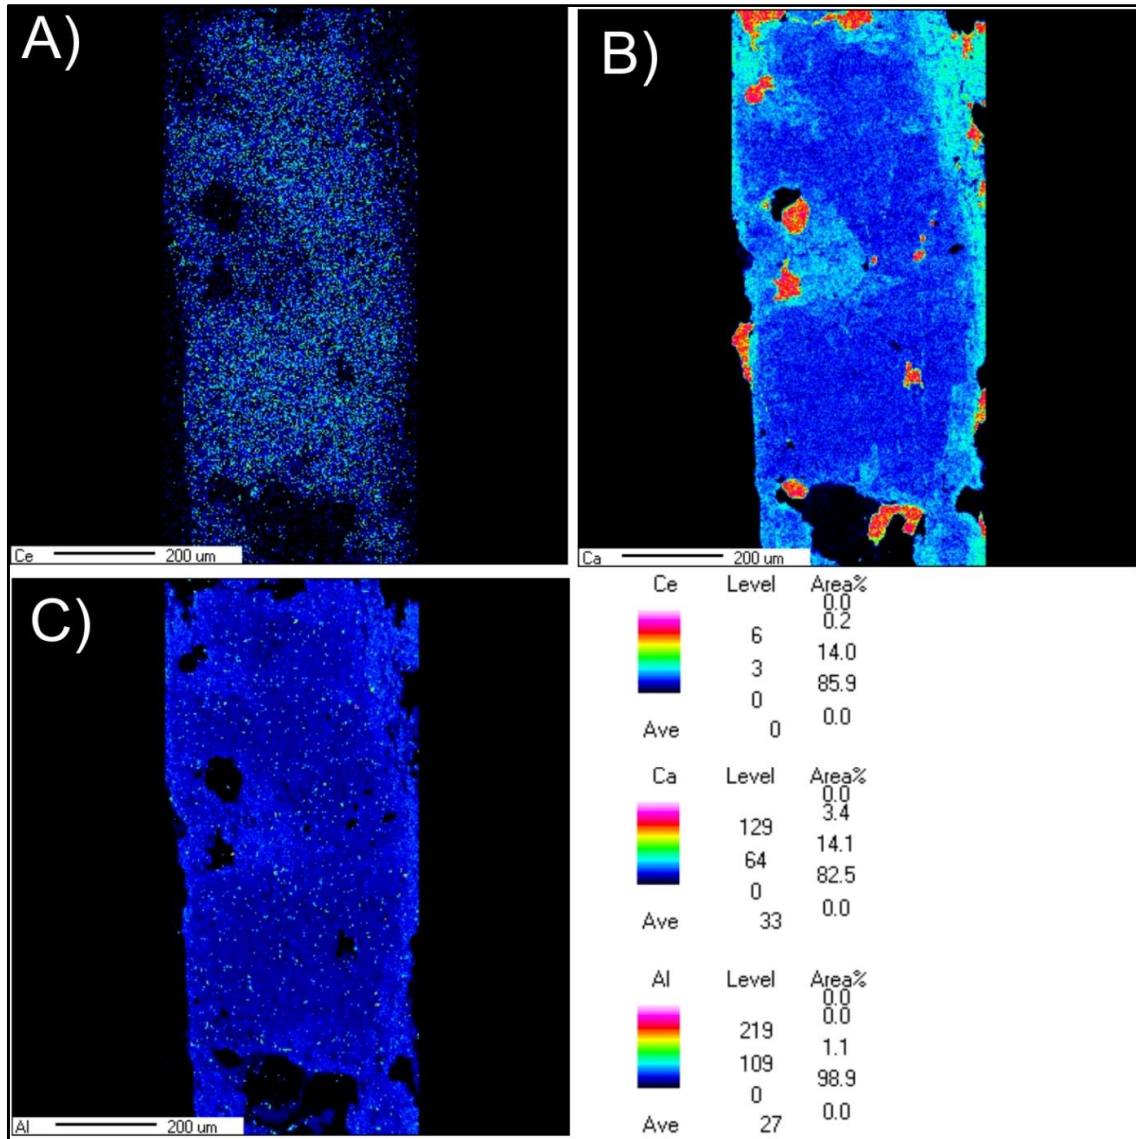 A)
B)
Ce 200 um
Ca 200 um
C)
Al 200 um
Ce Level Area%
0.0
0.2
6
14.0
3
85.9
0
0.0
Ave 0
Ca Level Area%
0.0
3.4
129
14.1
64
82.5
0
0.0
Ave 33
Al Level Area%
0.0
0.0
219
1.1
109
98.9
0
0.0
Ave 27